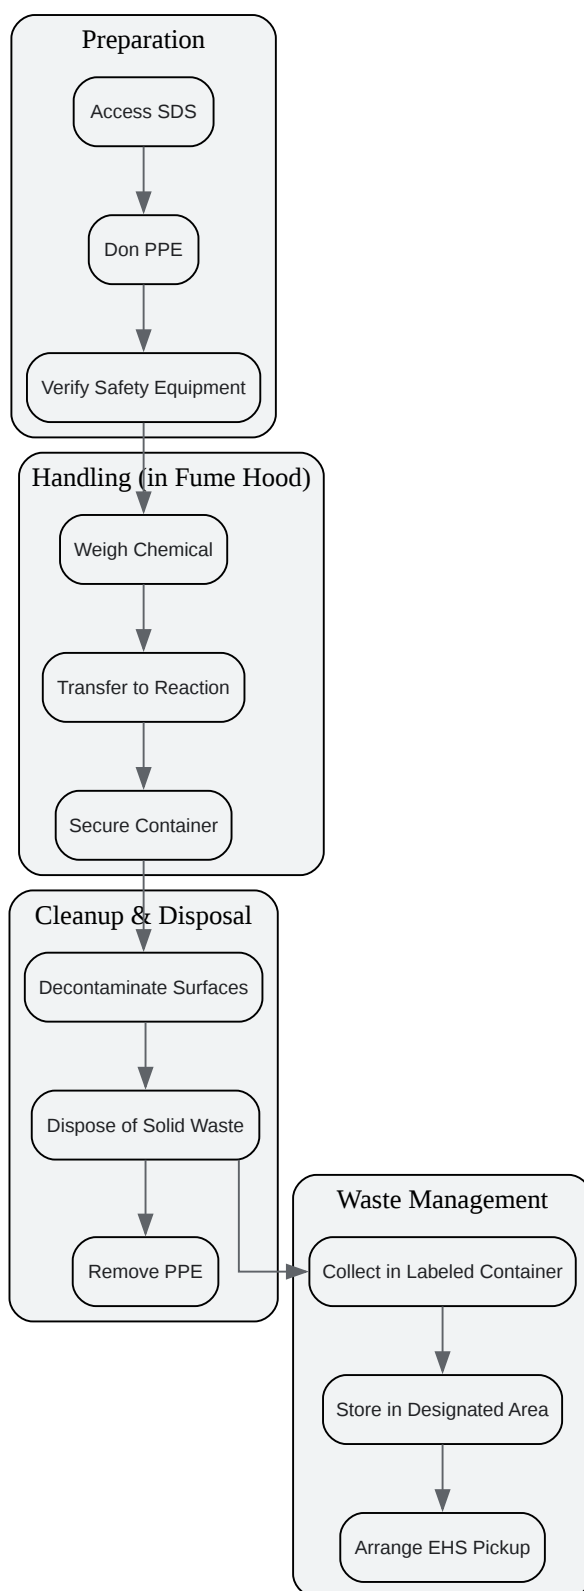 Preparation
Access SDS
Don PPE
Verify Safety Equipment
Handling (in Fume Hood)
Weigh Chemical
Transfer to Reaction
Secure Container
Cleanup & Disposal
Decontaminate Surfaces
Dispose of Solid Waste
Remove PPE
Waste Management
Collect in Labeled Container
Store in Designated Area
Arrange EHS Pickup